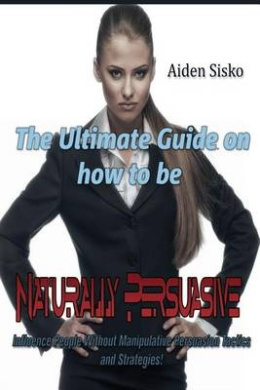 Aiden Sisko
The Ultimate Guide on
how to be
Naturally Persuasive
Influence People Without Manipulative Persuasion Tactics
and Strategies!